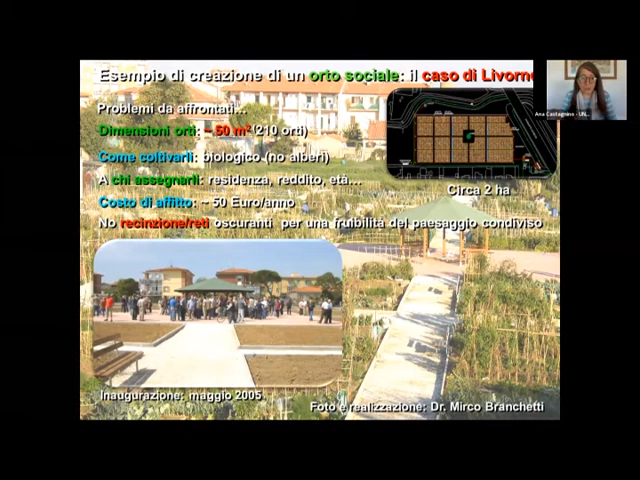 Esempio di creazione di un orto sociale: il caso di Livorno
Problemi da affrontati...
Dimensioni orti: ~ 50 m² (210 orti)
Come coltivarli: biologico (no alberi)
A chi assegnarli: residenza, reddito, età...
Costo di affitto: ~ 50 Euro/anno
No recinzione/reti oscuranti per una fruibilità del paesaggio condiviso
Circa 2 ha
Inaugurazione: maggio 2005
Foto e realizzazione: Dr. Mirco Branchetti
Ana Castagnino - UN...